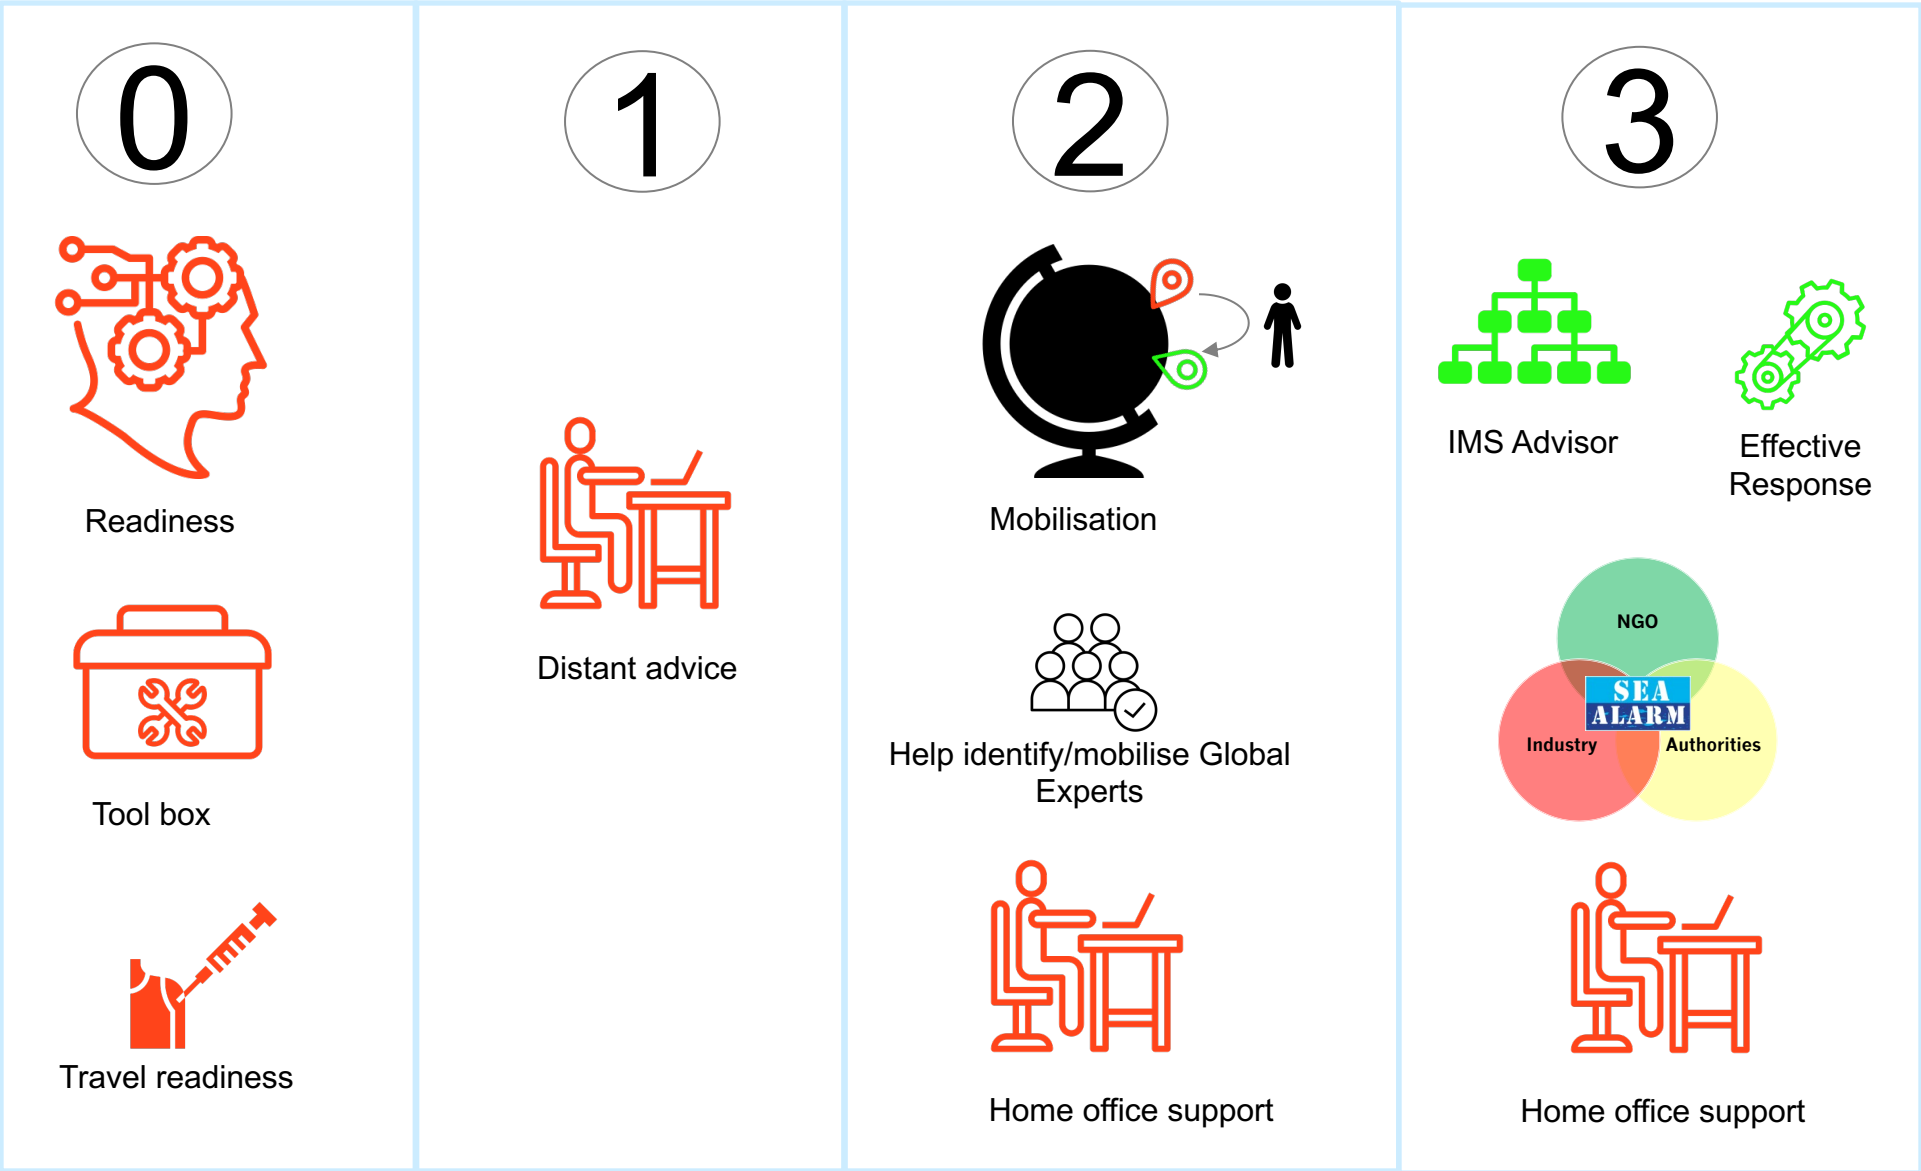 0
Readiness
Tool box
Travel readiness
1
Distant advice
2
Mobilisation
Help identify/mobilise Global
Experts
Home office support
3
IMS Advisor
Effective
Response
NGO
SEA
ALARM
Industry
Authorities
Home office support